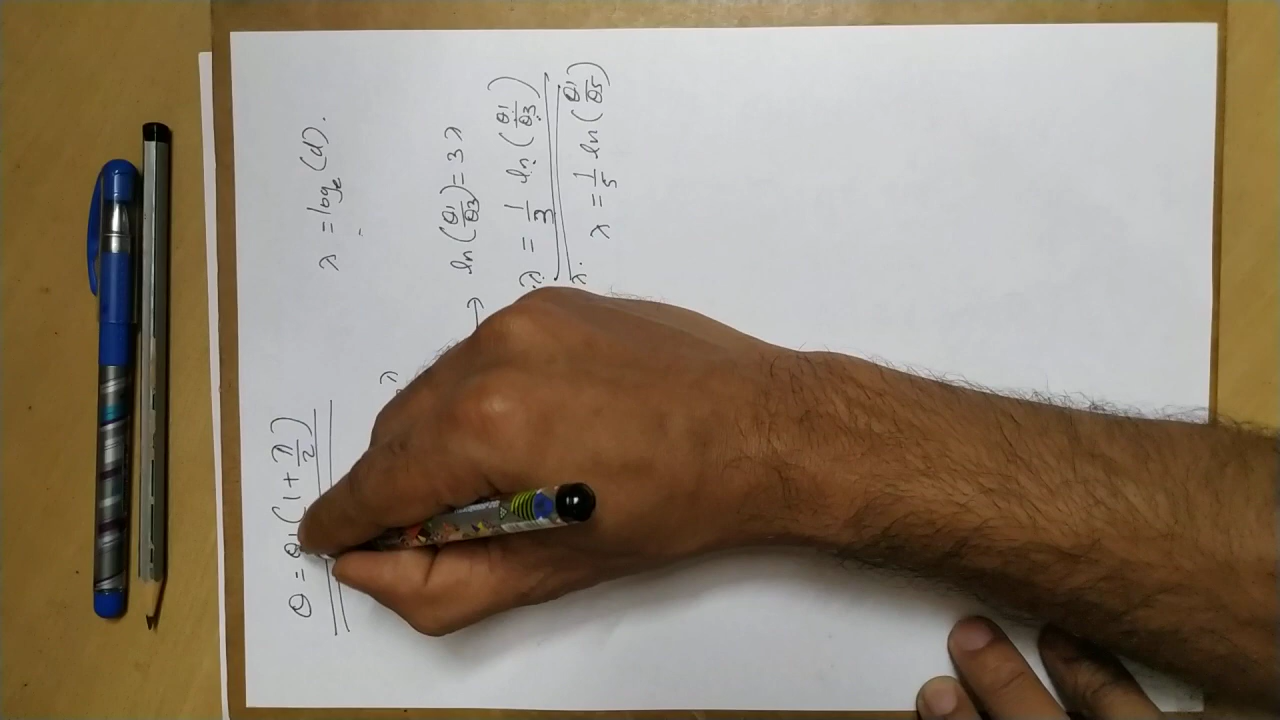 θ = θ1 (1 + λ/2)
λ = logₑ(d).
λ
→ ln(θ1/θ3) = 3λ
λ = 1/3 ln(θ1/θ3)
λ.
λ = 1/5 ln(θ1/θ5)